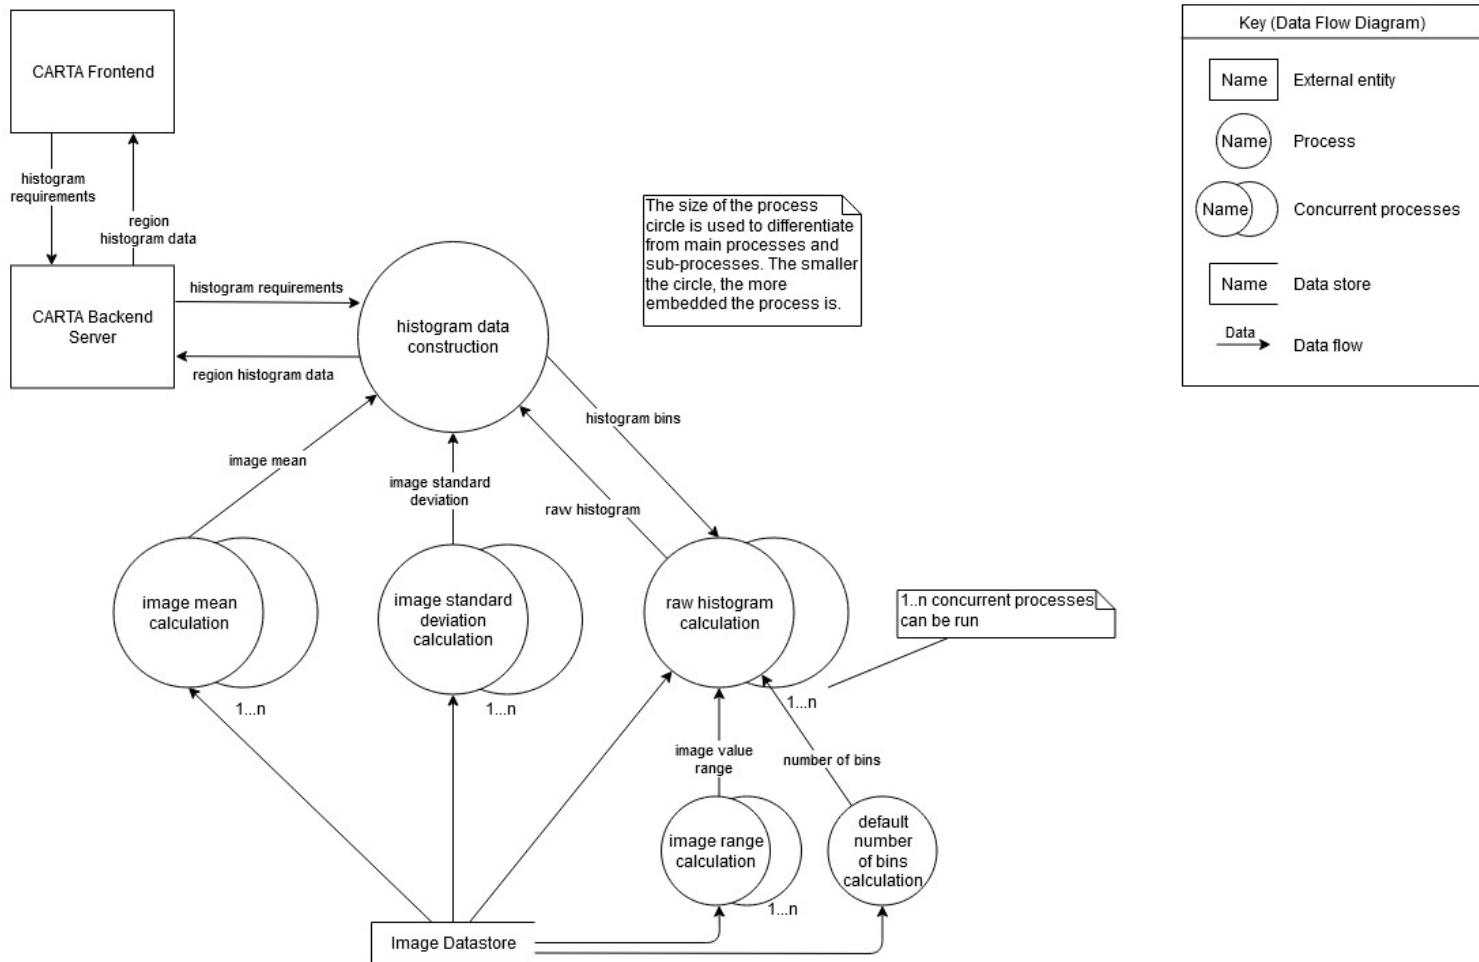 CARTA Frontend
histogram
requirements
region
histogram data
CARTA Backend
Server
histogram requirements
region histogram data
histogram data
construction
The size of the process
circle is used to differentiate
from main processes and
sub-processes. The smaller
the circle, the more
embedded the process is.
Key (Data Flow Diagram)
Name
External entity
Name
Process
Name
Concurrent processes
Name
Data store
Data
Data flow
image mean
image standard
deviation
histogram bins
raw histogram
image mean
calculation
1...n
image standard
deviation
calculation
1...n
raw histogram
calculation
1...n
1..n concurrent processes
can be run
image value
range
number of bins
image range
calculation
1...n
default
number
of bins
calculation
Image Datastore